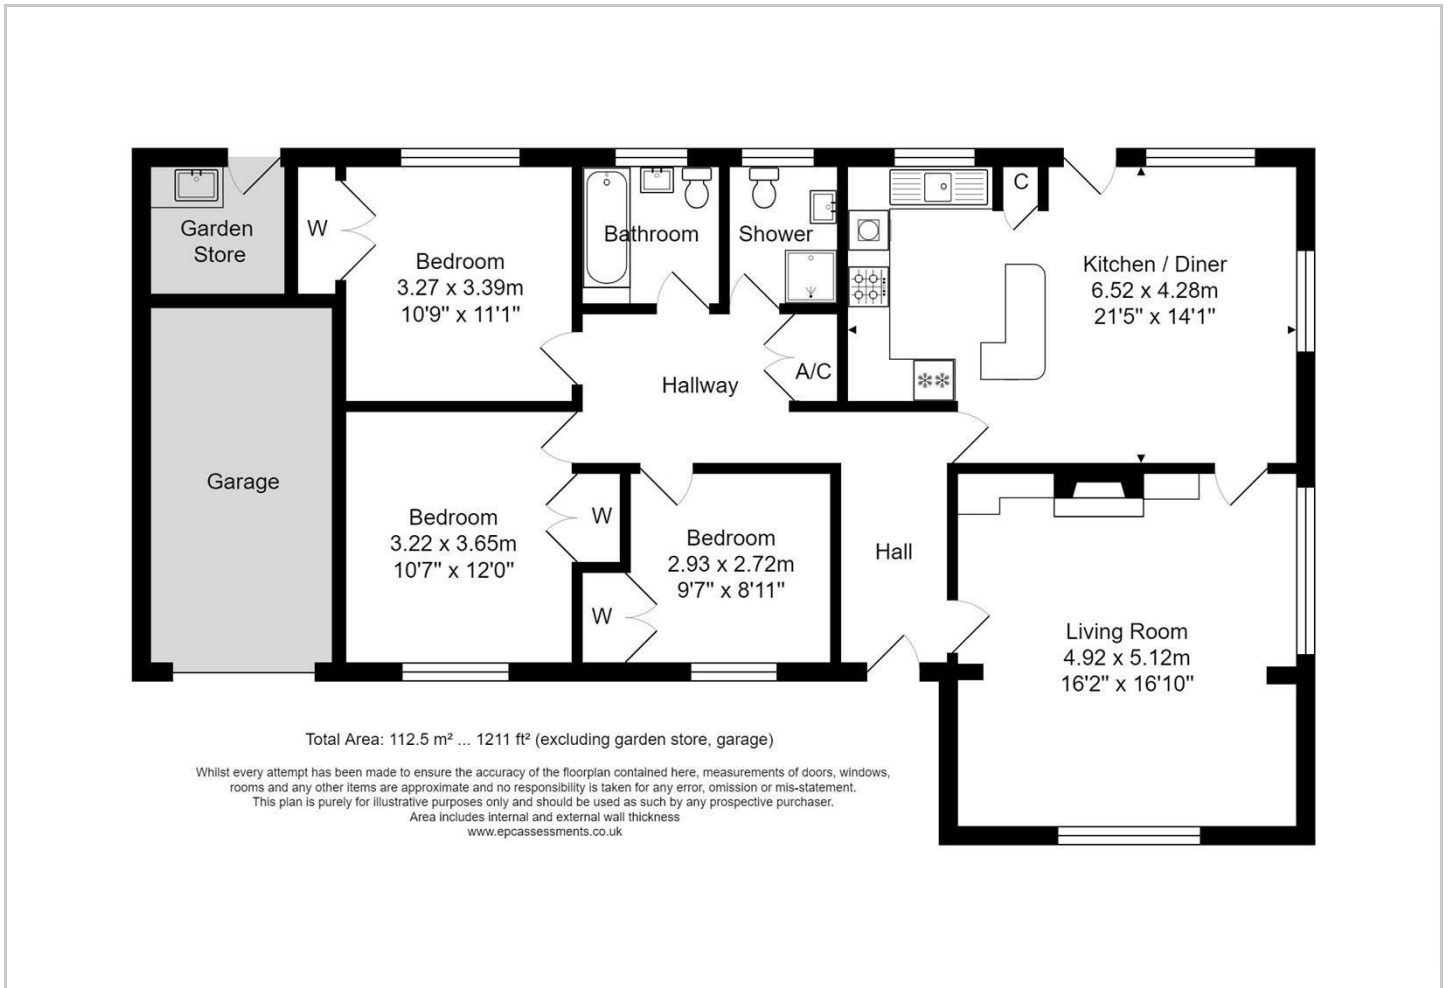 Garden
Store
W
Bedroom
3.27 x 3.39m
10'9" x 11'1"
Bathroom
Shower
C
Kitchen / Diner
6.52 x 4.28m
21'5" x 14'1"
Hallway
A/C
Garage
Bedroom
3.22 x 3.65m
10'7" x 12'0"
W
W
Bedroom
2.93 x 2.72m
9'7" x 8'11"
Hall
Living Room
4.92 x 5.12m
16'2" x 16'10"
Total Area: 112.5 m² ... 1211 ft² (excluding garden store, garage)
Whilst every attempt has been made to ensure the accuracy of the floorplan contained here, measurements of doors, windows,
rooms and any other items are approximate and no responsibility is taken for any error, omission or mis-statement.
This plan is purely for illustrative purposes only and should be used as such by any prospective purchaser.
Area includes internal and external wall thickness
www.epcassessments.co.uk